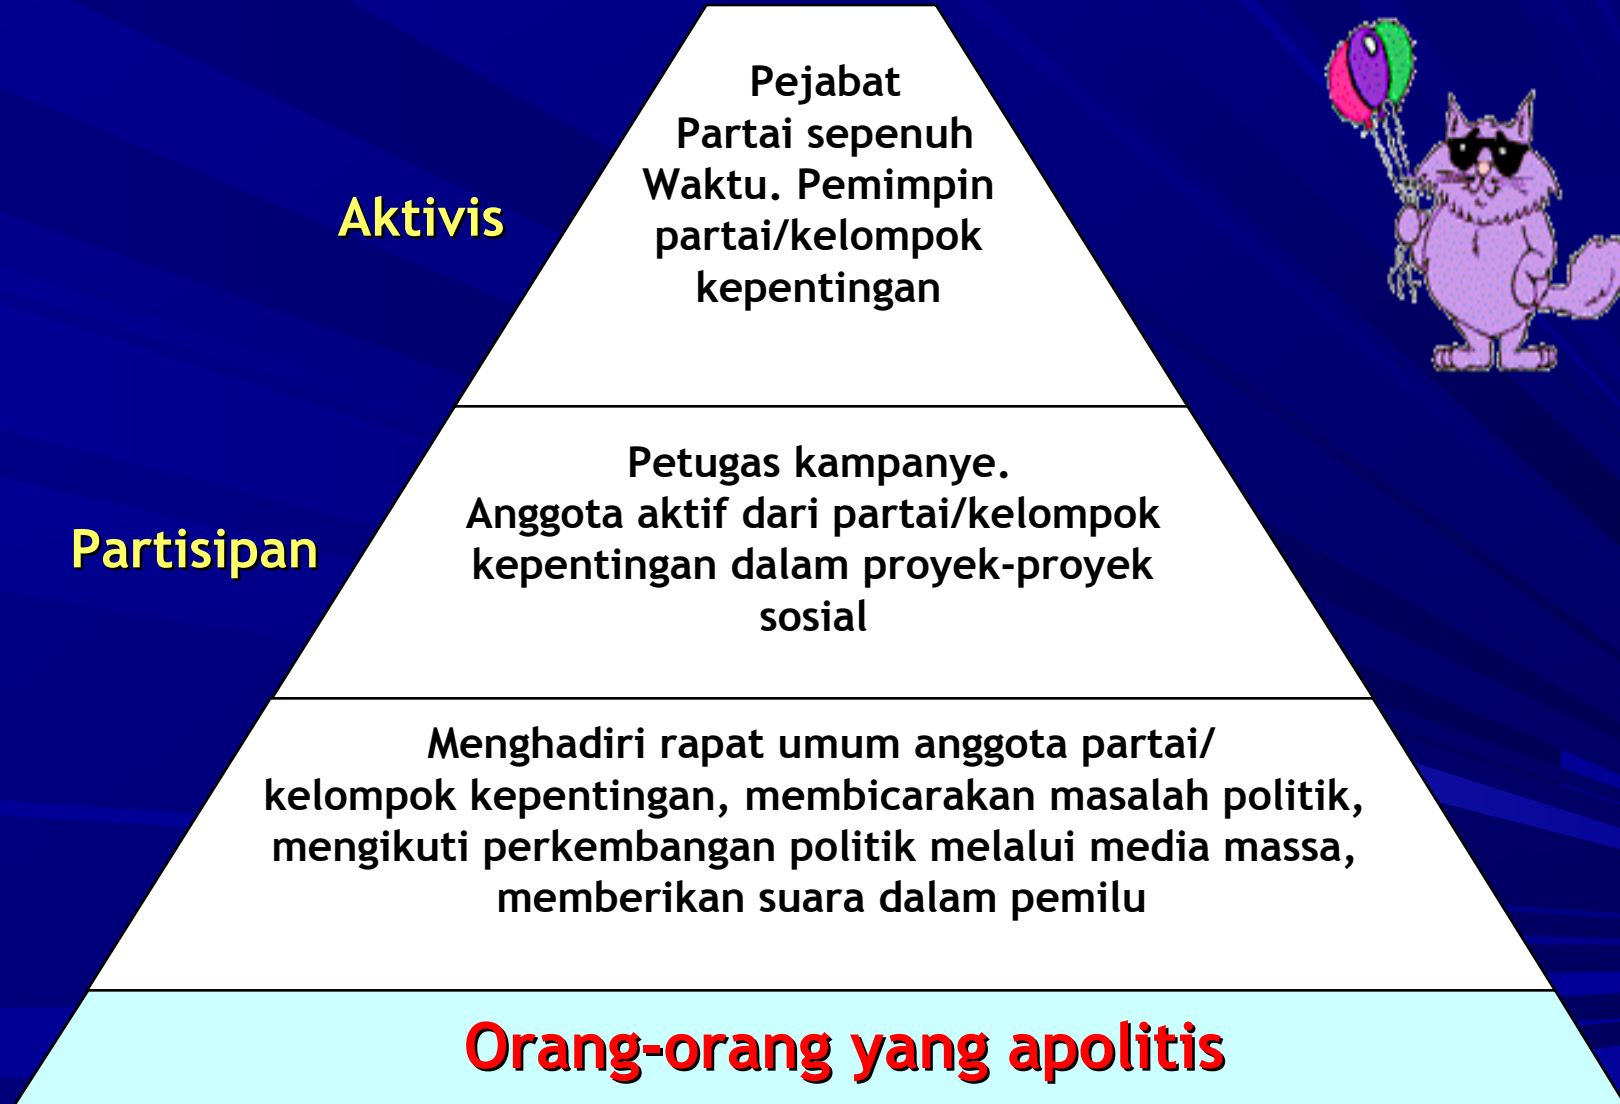 Pejabat
Partai sepenuh
Waktu. Pemimpin
partai/kelompok
kepentingan
Aktivis
Petugas kampanye.
Anggota aktif dari partai/kelompok
kepentingan dalam proyek-proyek
sosial
Partisipan
Menghadiri rapat umum anggota partai/
kelompok kepentingan, membicarakan masalah politik,
mengikuti perkembangan politik melalui media massa,
memberikan suara dalam pemilu
Orang-orang yang apolitis